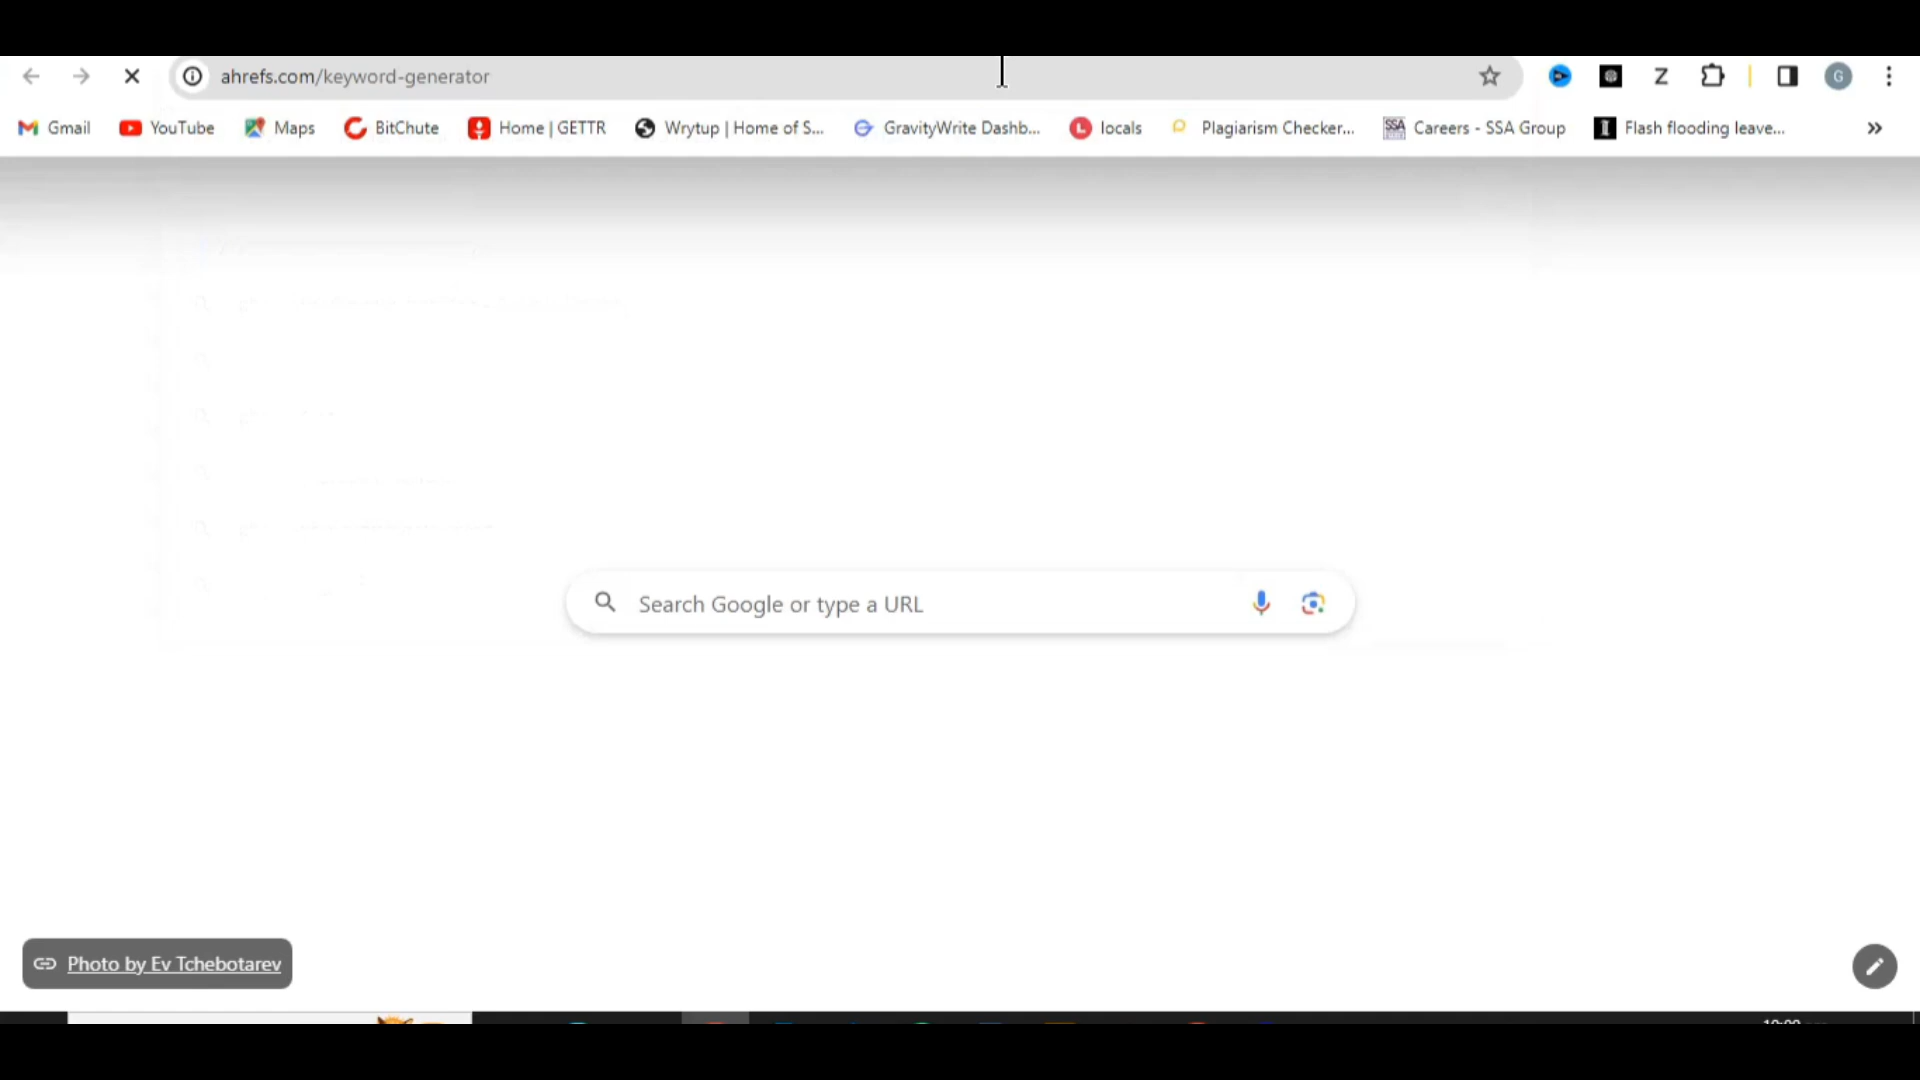 ahrefs.com/keyword-generator
G
Gmail YouTube Maps BitChute Home | GETTR Wrytup | Home of S... GravityWrite Dashb... locals Plagiarism Checker... SSA Careers - SSA Group Flash flooding leave...
Search Google or type a URL
Photo by Ev Tchebotarev